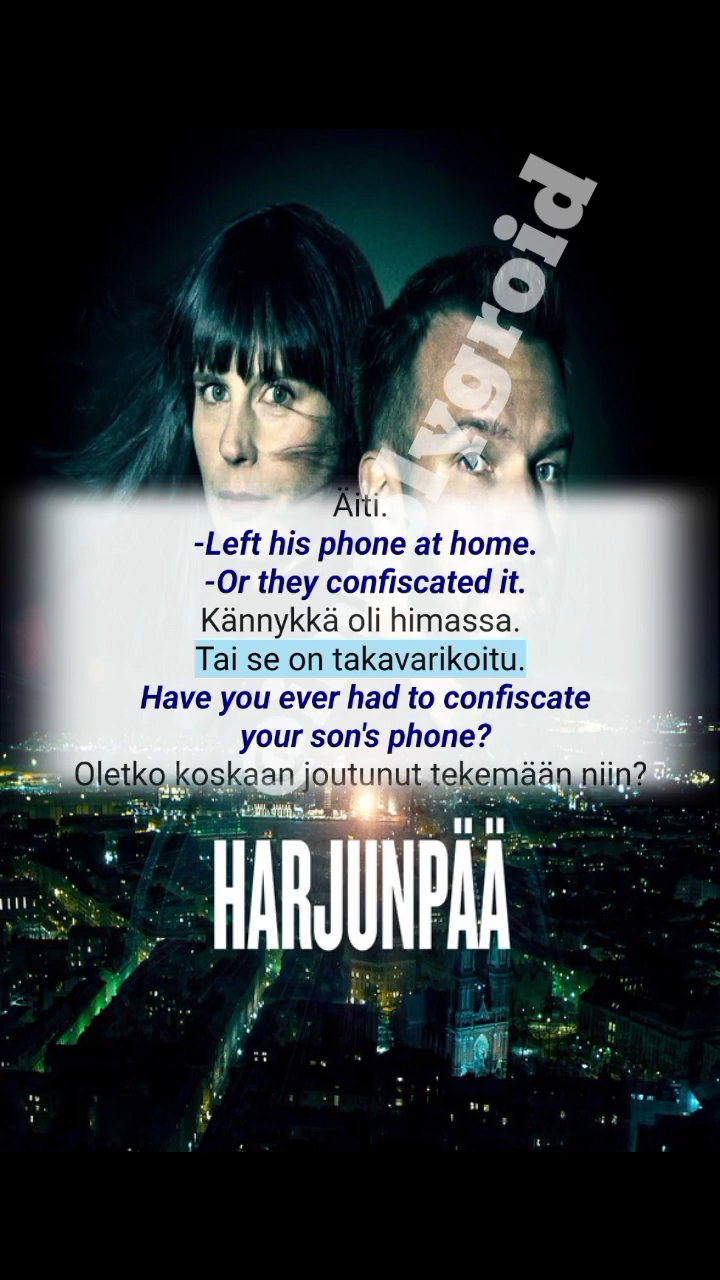 Äiti.
-Left his phone at home.
-Or they confiscated it.
Kännykkä oli himassa.
Tai se on takavarikoitu.
Have you ever had to confiscate
your son's phone?
Oletko koskaan joutunut tekemään niin?
HARJUNPÄÄ